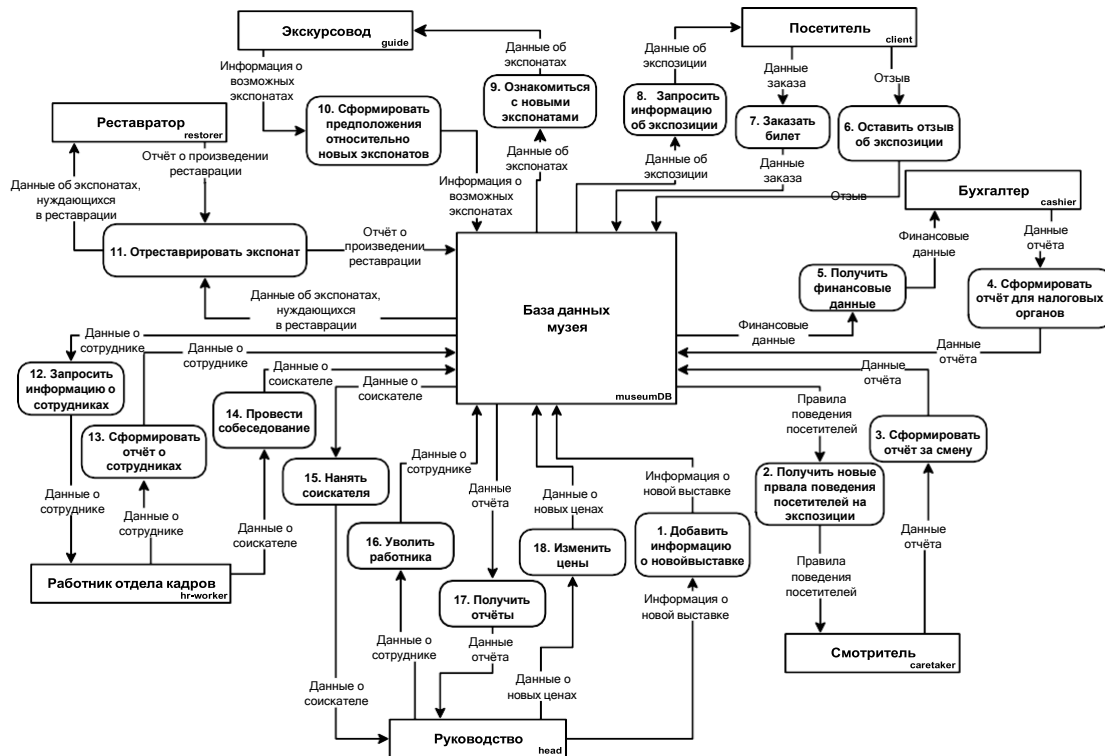 Экскурсовод
guide
Посетитель
client
Данные об
экспонатах
Данные об
экспозиции
Данные
заказа
Отзыв
Информация о
возможных
экспонатах
9. Ознакомиться
с новыми
экспонатами
8. Запросить
информацию
об экспозиции
7. Заказать
билет
6. Оставить отзыв
об экспозиции
10. Сформировать
предположения
относительно
новых экспонатов
Реставратор
restorer
Отчёт о произведении
реставрации
Данные об экспонатах,
нуждающихся
в реставрации
Информация о
возможных
экспонатах
Данные об
экспонатах
Данные об
экспозиции
Данные
заказа
Отзыв
Бухгалтер
cashier
Финансовые
данные
Данные
отчёта
11. Отреставрировать экспонат
Отчёт о
произведении
реставрации
5. Получить
финансовые
данные
4. Сформировать
отчёт для налоговых
органов
База данных
музея
museumDB
Данные об экспонатах,
нуждающихся
в реставрации
Финансовые
данные
Данные
отчёта
Данные о
сотруднике
Данные о
сотруднике
Данные о
соискателе
Данные о
соискателе
Данные
отчёта
12. Запросить
информацию о
сотрудниках
13. Сформировать
отчёт о
сотрудниках
14. Провести
собеседование
15. Нанять
соискателя
Правила
поведения
посетителей
3. Сформировать
отчёт за смену
2. Получить новые
првала поведения
посетителей на
экспозиции
Данные о
сотруднике
Данные
отчёта
Данные о
новых ценах
Информация о
новой выставке
Данные о
сотруднике
Данные о
сотруднике
Данные о
соискателе
16. Уволить
работника
18. Изменить
цены
1. Добавить
информацию
о новойвыставке
Данные
отчёта
Правила
поведения
посетителей
Работник отдела кадров
hr-worker
17. Получить
отчёты
Информация о
новой выставке
Данные о
сотруднике
Данные
отчёта
Смотритель
caretaker
Данные о
соискателе
Данные о
новых ценах
Руководство
head